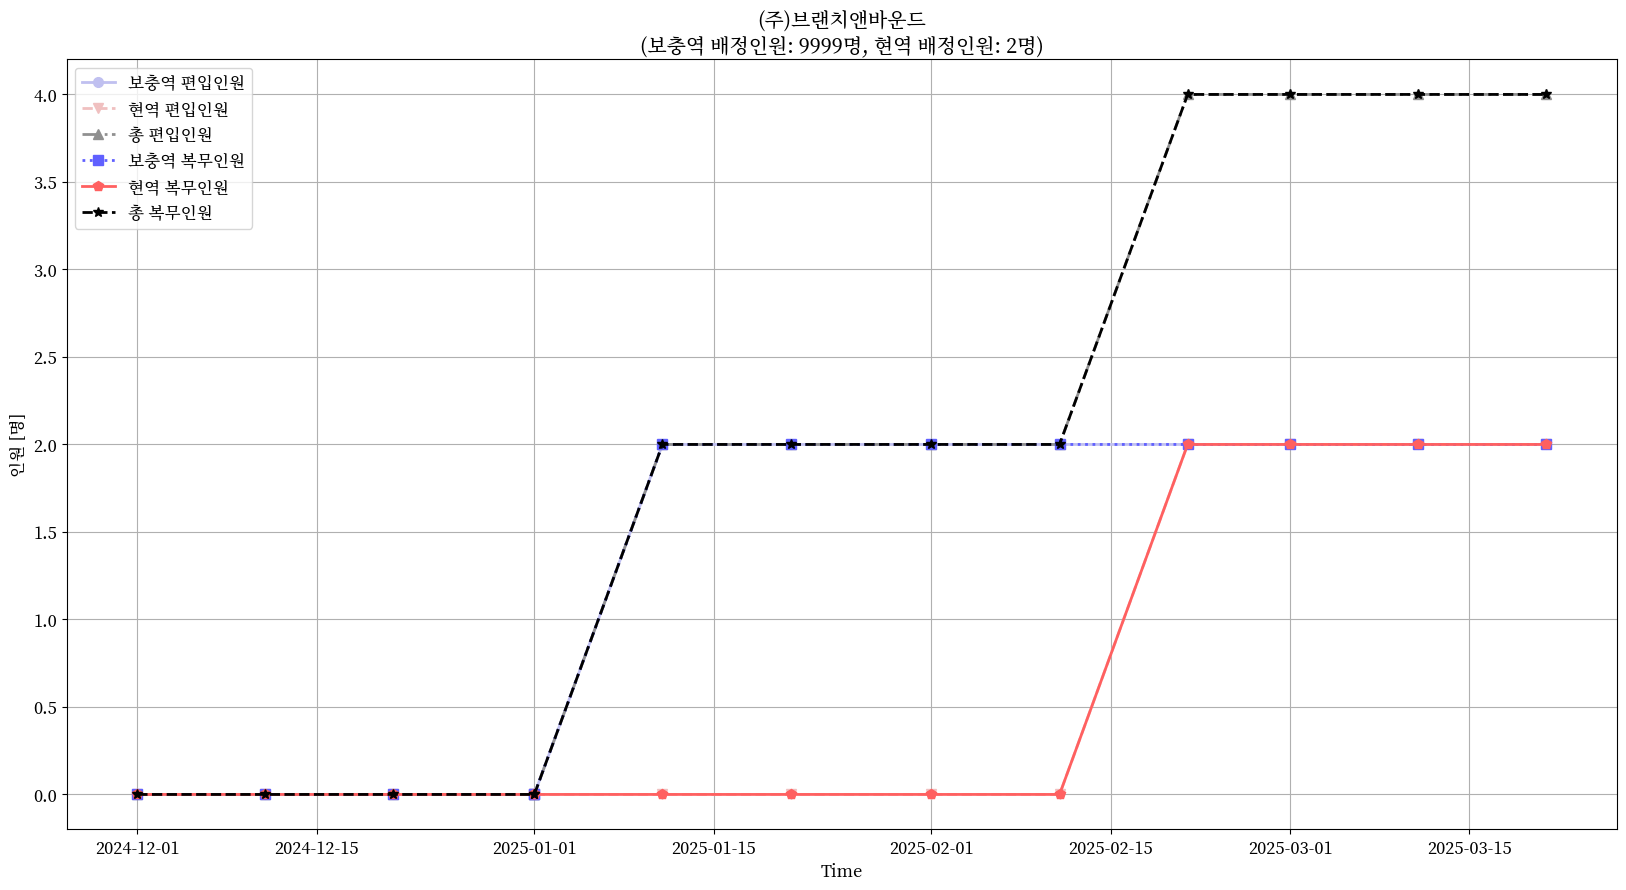 (주)브랜치앤바운드
(보충역 배정인원: 9999명, 현역 배정인원: 2명)
보충역 편입인원
현역 편입인원
총 편입인원
보충역 복무인원
현역 복무인원
총 복무인원
4.0
3.5
3.0
2.5
2.0
1.5
1.0
0.5
0.0
인원 [명]
2024-12-01 2024-12-15 2025-01-01 2025-01-15 2025-02-01 2025-02-15 2025-03-01 2025-03-15
Time